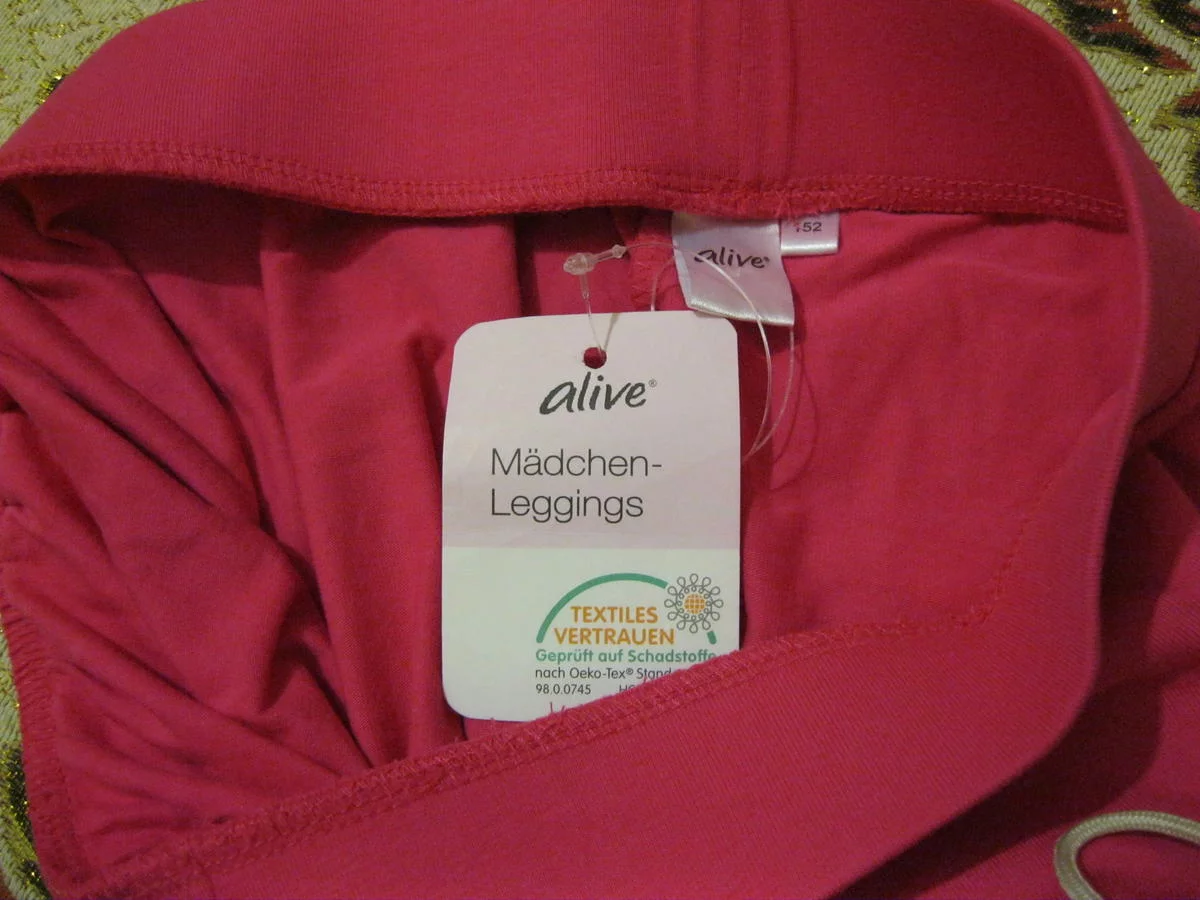 alive®
152
alive®
Mädchen-
Leggings
TEXTILES
VERTRAUEN
Geprüft auf Schadstoffe
nach Oeko-Tex®
98.0.0745